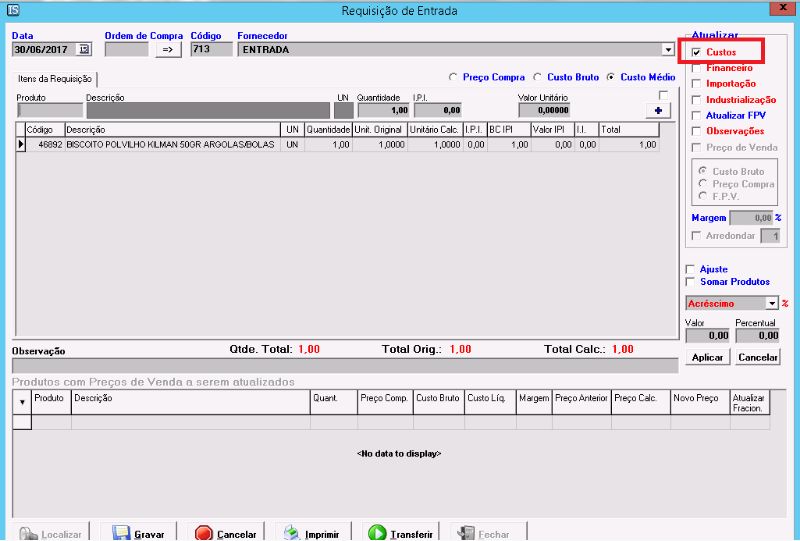 IS Requisição de Entrada x
Data Ordem de Compra Código Fornecedor
30/06/2017 15 => 713 ENTRADA
Atualizar
Custos
Financeiro
Importação
Industrialização
Atualizar FPV
Observações
Preço de Venda
Custo Bruto
Preço Compra
F.P.V.
Margem 0,00 %
Arredondar 1
Ajuste
Somar Produtos
Acréscimo %
Valor Percentual
0,00 0,00
Aplicar Cancelar
Itens da Requisição Preço Compra Custo Bruto Custo Médio
Produto Descrição UN Quantidade I.P.I. Valor Unitário
1,00 0,00 0,00000 +
Código Descrição UN Quantidade Unit. Original Unitário Calc. I.P.I. BC IPI Valor IPI I.I. Total
46892 BISCOITO POLVILHO KILMAN 50GR ARGOLAS/BOLAS UN 1,00 1,0000 1,0000 0,00 1,00 0,00 0,00 1,00
Observação Qtde. Total: 1,00 Total Orig.: 1,00 Total Calc.: 1,00
Produtos com Preços de Venda a serem atualizados
Produto Descrição Quant. Preço Comp. Custo Bruto Custo Líq. Margem Preço Anterior Preço Calc. Novo Preço Atualizar
Fracion.
<No data to display>
Localizar Gravar Cancelar Imprimir Transferir Fechar